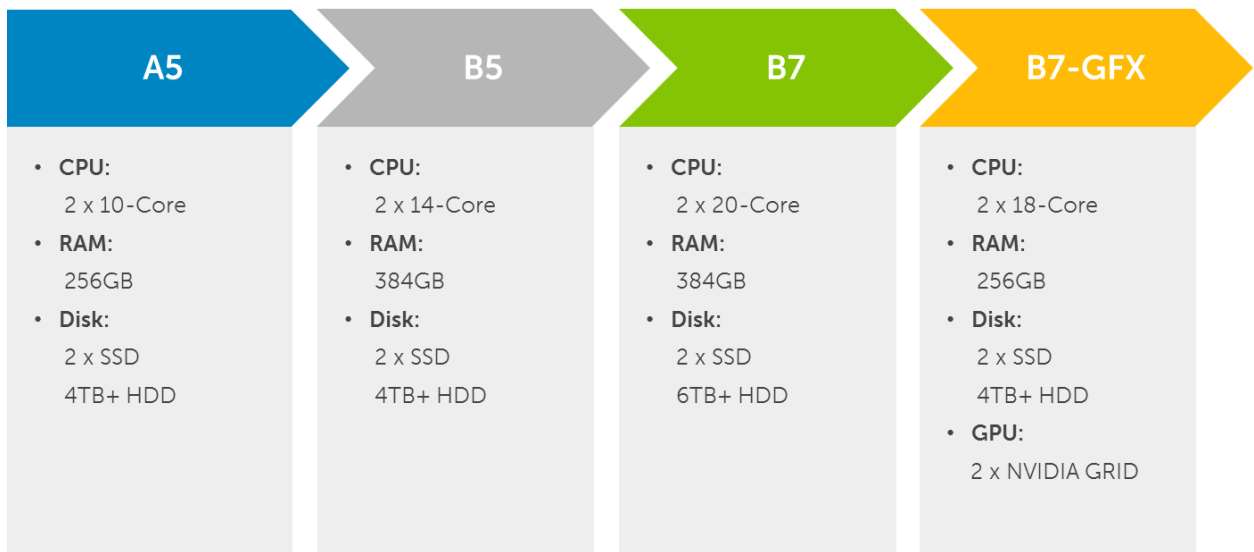 A5
• CPU:
2 x 10-Core
• RAM:
256GB
• Disk:
2 x SSD
4TB+ HDD
B5
• CPU:
2 x 14-Core
• RAM:
384GB
• Disk:
2 x SSD
4TB+ HDD
B7
• CPU:
2 x 20-Core
• RAM:
384GB
• Disk:
2 x SSD
6TB+ HDD
B7-GFX
• CPU:
2 x 18-Core
• RAM:
256GB
• Disk:
2 x SSD
4TB+ HDD
• GPU:
2 x NVIDIA GRID